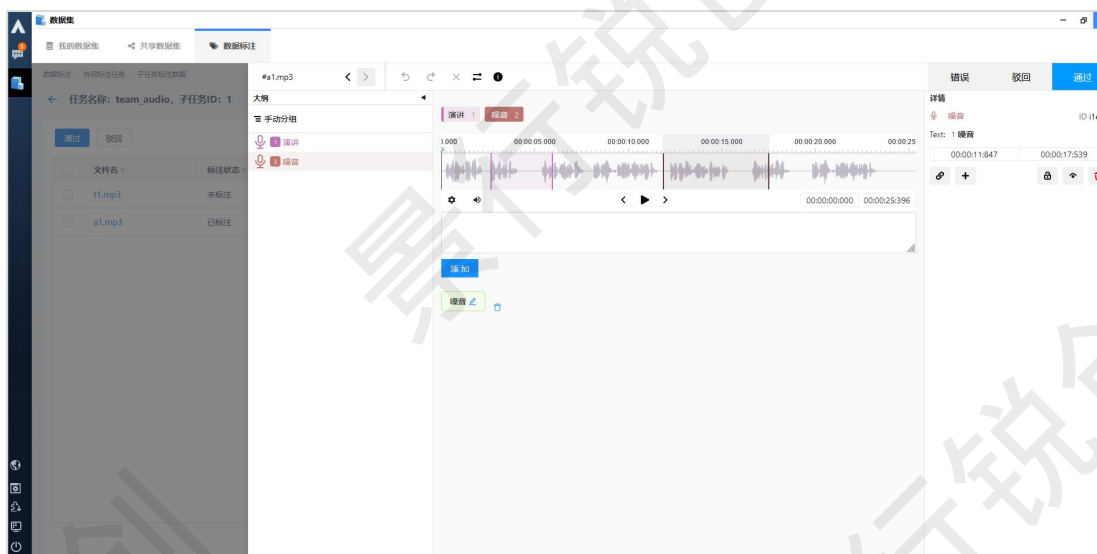 数据集
我的数据集 共享数据集 数据标注
数据标注 协同标注任务 子任务标注数据
← 任务名称: team_audio, 子任务ID: 1
通过 驳回
文件名 标注状态
t1.mp3 未标注
a1.mp3 已标注
#a1.mp3
大纲
手动分组
1 演讲
2 噪音
演讲 1 噪音 2
00:00:05.000 00:00:10.000 00:00:15.000 00:00:20.000 00:00:25
00:00:00:000 00:00:25:396
添加
噪音
错误 驳回 通过
详情
噪音
Text: 1 噪音
00:00:11:847 00:00:17:539
景行锐创